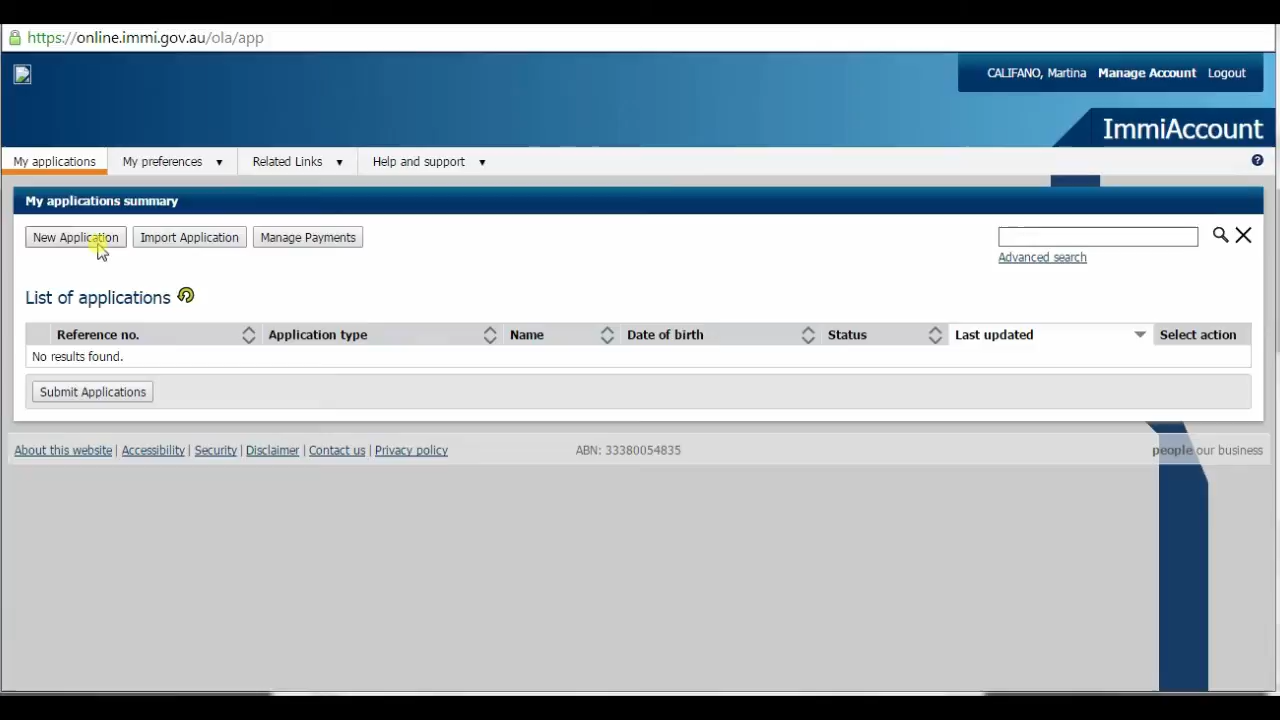 https://online.immi.gov.au/ola/app
CALIFANO, Martina Manage Account Logout
ImmiAccount
My applications My preferences Related Links Help and support
My applications summary
New Application Import Application Manage Payments
Advanced search
List of applications
Reference no. Application type Name Date of birth Status Last updated Select action
No results found.
Submit Applications
About this website | Accessibility | Security | Disclaimer | Contact us | Privacy policy ABN: 33380054835 people our business